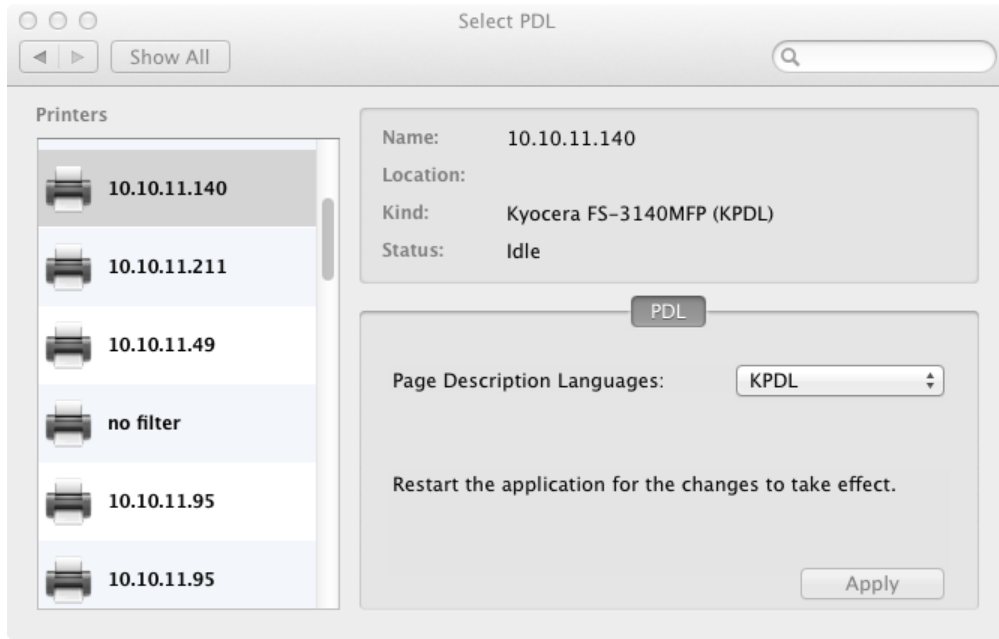 Select PDL
Show All
Printers
10.10.11.140
10.10.11.211
10.10.11.49
no filter
10.10.11.95
10.10.11.95
Name: 10.10.11.140
Location:
Kind: Kyocera FS-3140MFP (KPDL)
Status: Idle
PDL
Page Description Languages: KPDL
Restart the application for the changes to take effect.
Apply